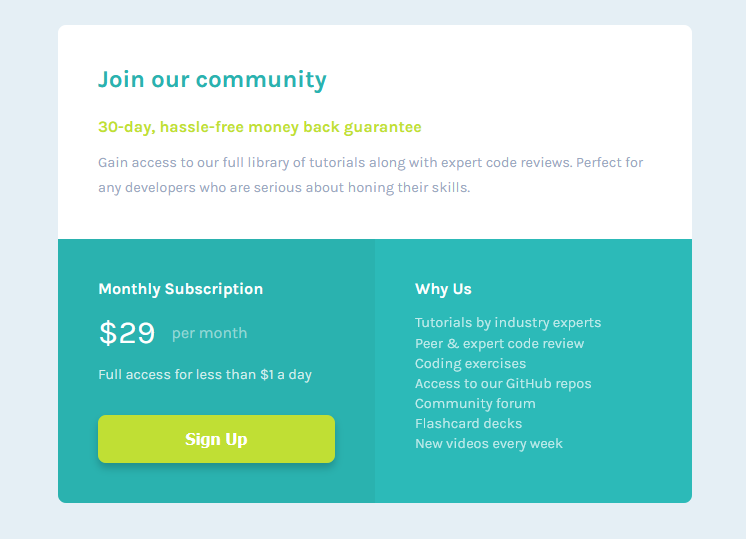 Join our community
30-day, hassle-free money back guarantee
Gain access to our full library of tutorials along with expert code reviews. Perfect for
any developers who are serious about honing their skills.
Monthly Subscription
$29 per month
Full access for less than $1 a day
Sign Up
Why Us
Tutorials by industry experts
Peer & expert code review
Coding exercises
Access to our GitHub repos
Community forum
Flashcard decks
New videos every week